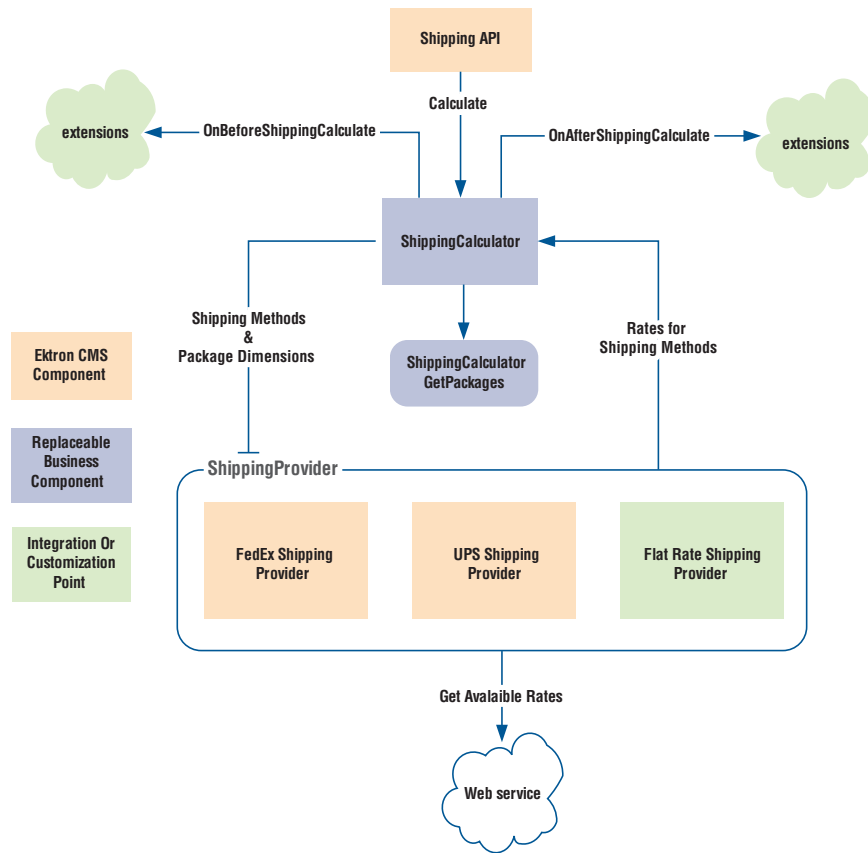 Shipping API
Calculate
extensions
OnBeforeShippingCalculate
OnAfterShippingCalculate
extensions
ShippingCalculator
Shipping Methods
&
Package Dimensions
Rates for
Shipping Methods
ShippingCalculator
GetPackages
Ektron CMS
Component
Replaceable
Business
Component
Integration Or
Customization
Point
ShippingProvider
FedEx Shipping
Provider
UPS Shipping
Provider
Flat Rate Shipping
Provider
Get Avalaible Rates
Web service